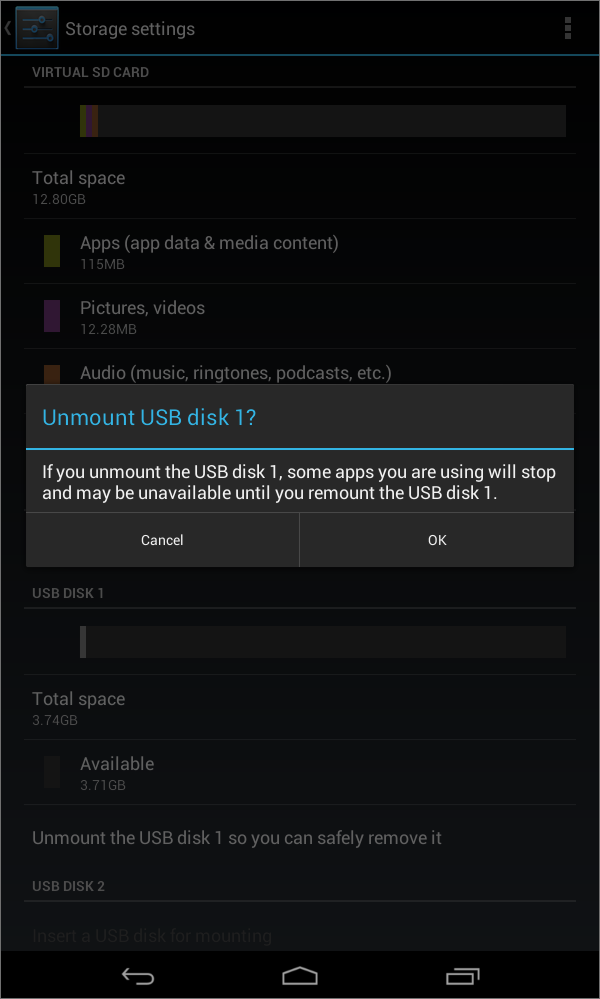 Storage settings
VIRTUAL SD CARD
Total space
12.80GB
Apps (app data & media content)
115MB
Pictures, videos
12.28MB
Audio (music, ringtones, podcasts, etc.)
Unmount USB disk 1?
If you unmount the USB disk 1, some apps you are using will stop
and may be unavailable until you remount the USB disk 1.
Cancel
OK
USB DISK 1
Total space
3.74GB
Available
3.71GB
Unmount the USB disk 1 so you can safely remove it
USB DISK 2
Insert a USB disk for mounting